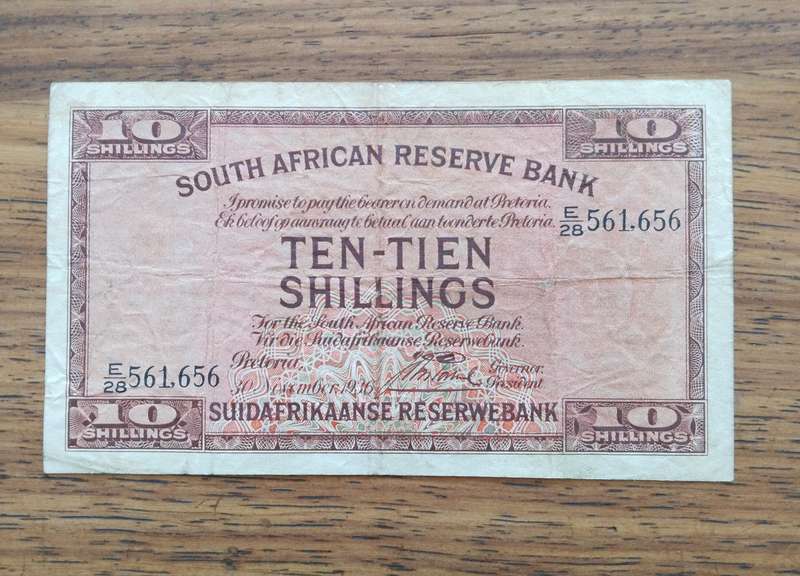 10 SHILLINGS
10 SHILLINGS
SOUTH AFRICAN RESERVE BANK
I promise to pay the bearer on demand at Pretoria.
Ek beloof op aanvraag te betaal aan toonder te Pretoria.
E/28 561,656
TEN-TIEN
SHILLINGS
For the South African Reserve Bank.
Vir die Suidafrikaanse Reserwebank.
Pretoria.
Governor.
President
E/28 561,656
SUIDAFRIKAANSE RESERWEBANK
10 SHILLINGS
10 SHILLINGS